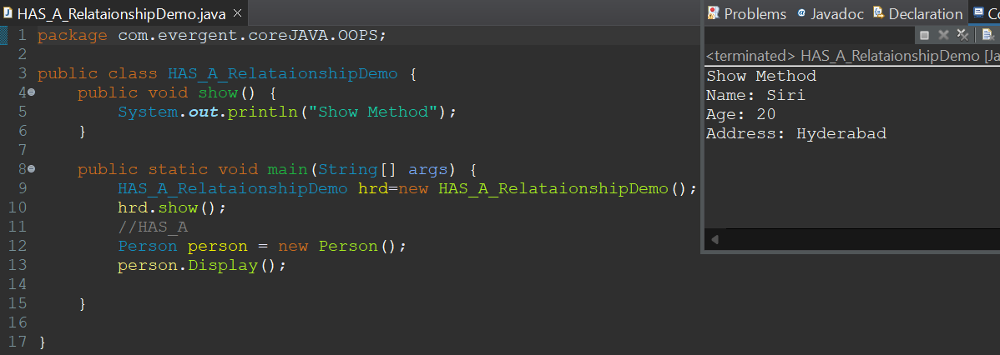 HAS_A_RelataionshipDemo.java
1 package com.evergent.coreJAVA.OOPS;
2
3 public class HAS_A_RelataionshipDemo {
4 public void show() {
5 System.out.println("Show Method");
6 }
7
8 public static void main(String[] args) {
9 HAS_A_RelataionshipDemo hrd=new HAS_A_RelataionshipDemo();
10 hrd.show();
11 //HAS_A
12 Person person = new Person();
13 person.Display();
14
15 }
16
17 }
Problems @ Javadoc Declaration
<terminated> HAS_A_RelataionshipDemo [Ja
Show Method
Name: Siri
Age: 20
Address: Hyderabad